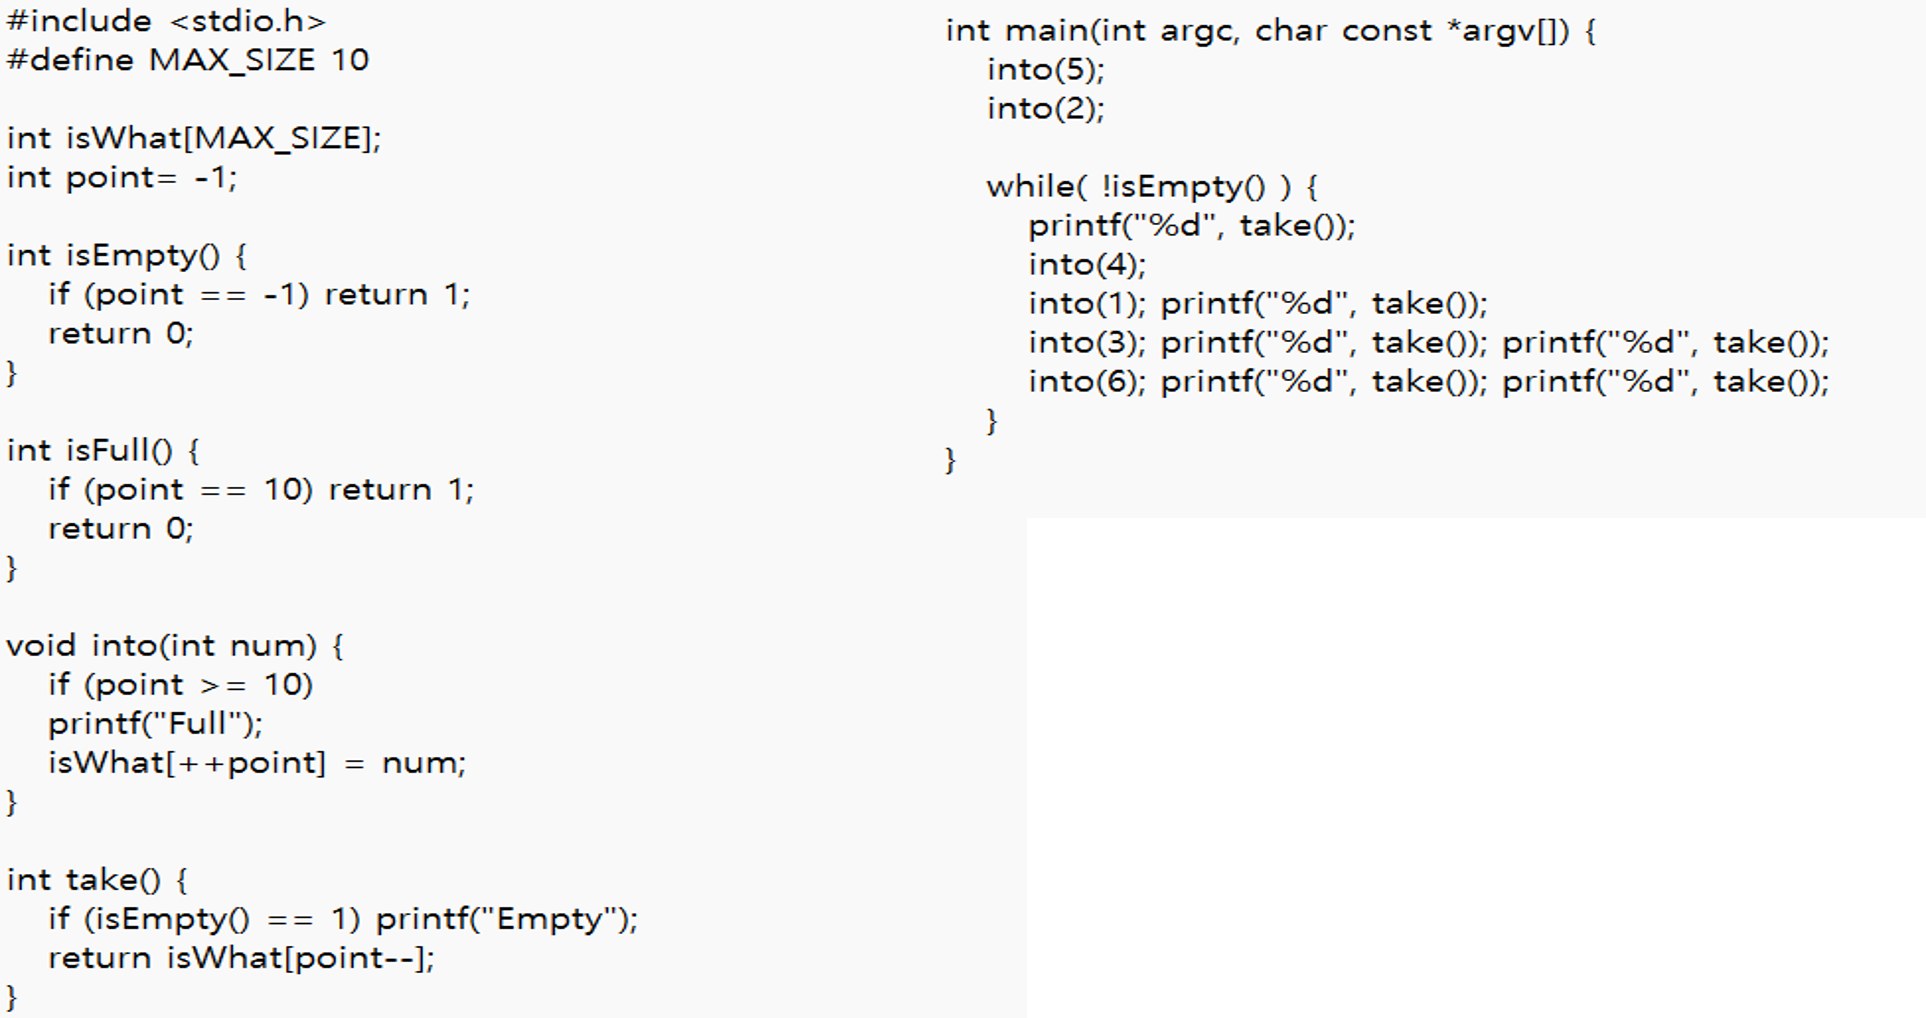 #include <stdio.h>
#define MAX_SIZE 10
int isWhat[MAX_SIZE];
int point= -1;
int isEmpty() {
if (point == -1) return 1;
return 0;
}
int isFull() {
if (point == 10) return 1;
return 0;
}
void into(int num) {
if (point >= 10)
printf("Full");
isWhat[++point] = num;
}
int take() {
if (isEmpty() == 1) printf("Empty");
return isWhat[point--];
}
int main(int argc, char const *argv[]) {
into(5);
into(2);
while( !isEmpty() ) {
printf("%d", take());
into(4);
into(1); printf("%d", take());
into(3); printf("%d", take()); printf("%d", take());
into(6); printf("%d", take()); printf("%d", take());
}
}